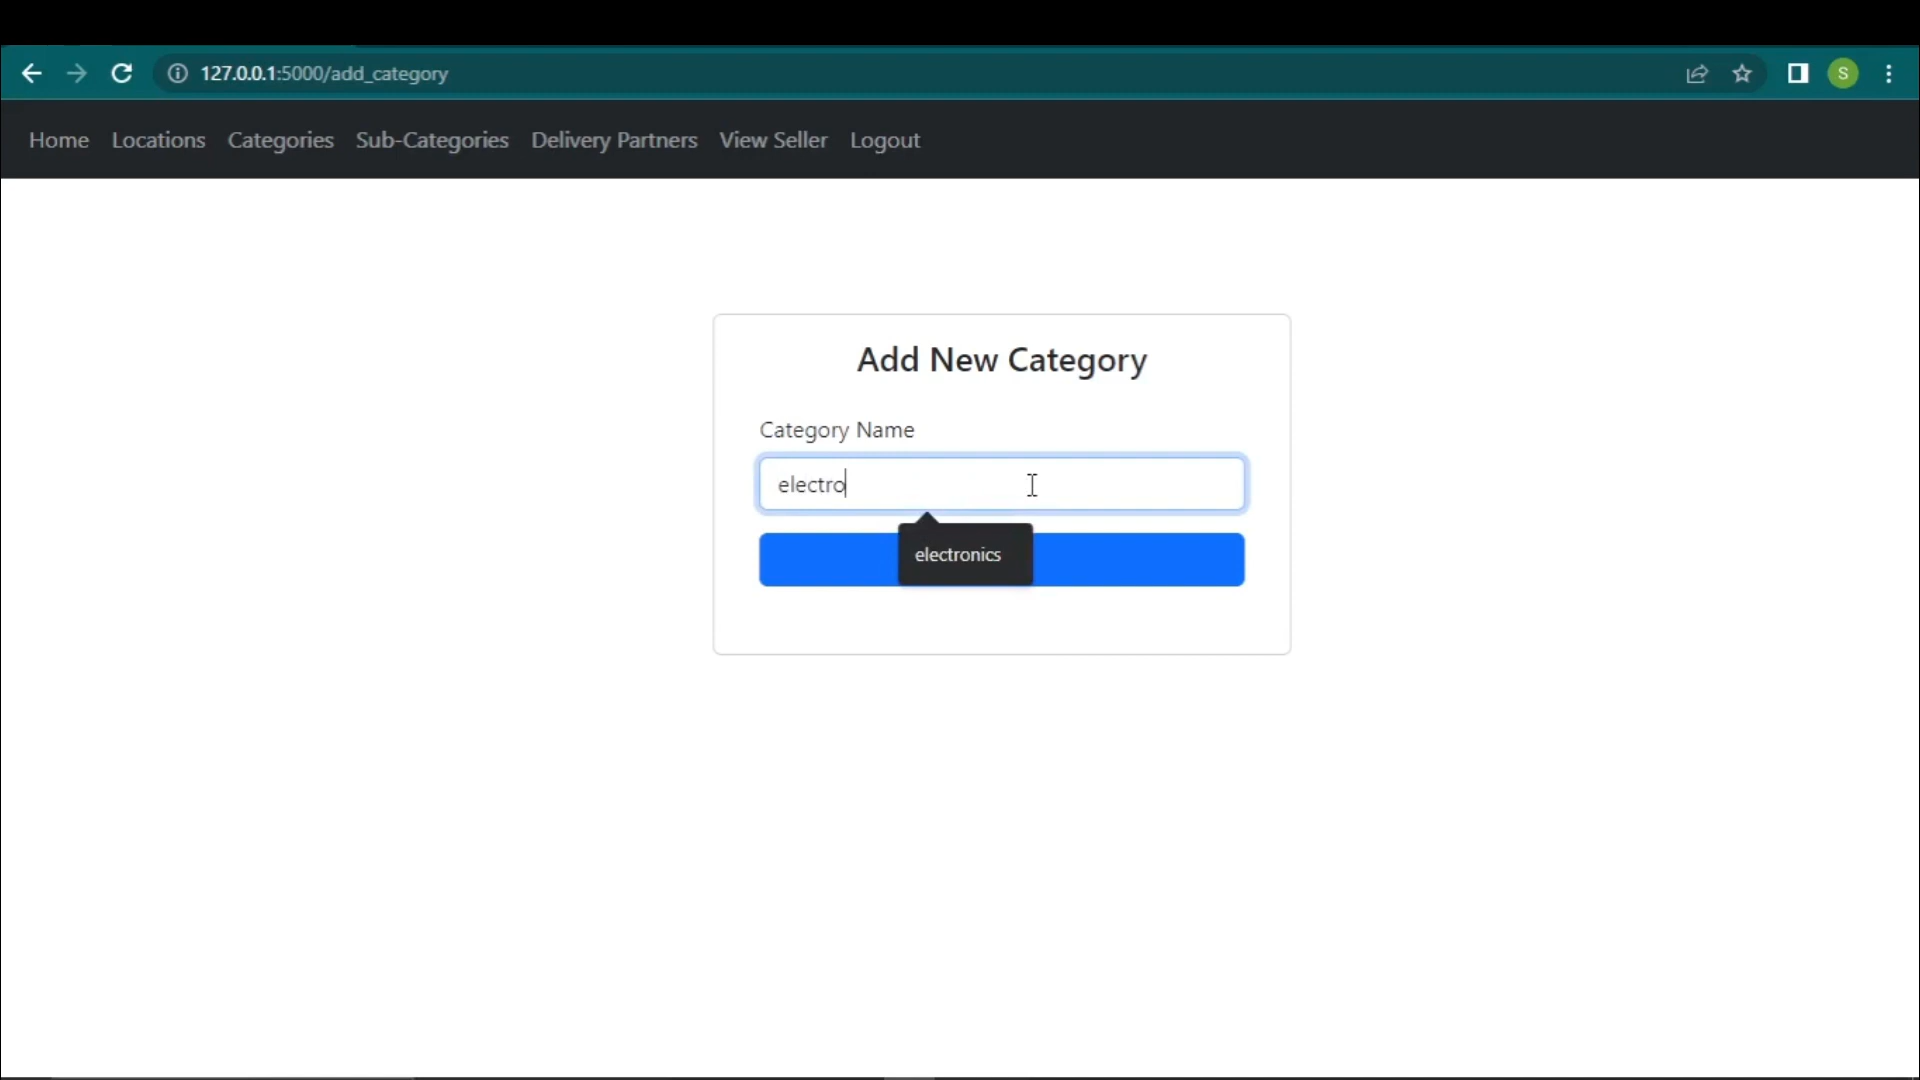 127.0.0.1:5000/add_category
S
Home Locations Categories Sub-Categories Delivery Partners View Seller Logout
Add New Category
Category Name
electro
electronics